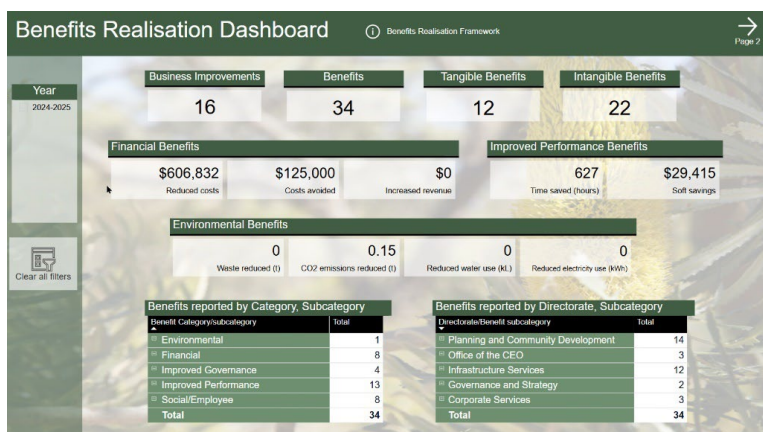 Benefits Realisation Dashboard
Benefits Realisation Framework
Page 2
Year
2024-2025
Clear all filters
Business Improvements
16
Benefits
34
Tangible Benefits
12
Intangible Benefits
22
Financial Benefits
$606,832
Reduced costs
$125,000
Costs avoided
$0
Increased revenue
Improved Performance Benefits
627
Time saved (hours)
$29,415
Soft savings
Environmental Benefits
0
Waste reduced (t)
0.15
CO2 emissions reduced (t)
0
Reduced water use (kL)
0
Reduced electricity use (kWh)
Benefits reported by Category, Subcategory
Benefit Category/subcategory Total
Environmental 1
Financial 8
Improved Governance 4
Improved Performance 13
Social/Employee 8
Total 34
Benefits reported by Directorate, Subcategory
Directorate/Benefit subcategory Total
Planning and Community Development 14
Office of the CEO 3
Infrastructure Services 12
Governance and Strategy 2
Corporate Services 3
Total 34